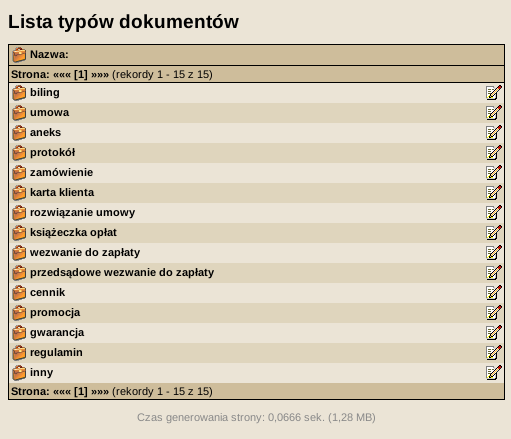 Lista typów dokumentów
Nazwa:
Strona: ««« [1] »»» (rekordy 1 - 15 z 15)
biling
umowa
aneks
protokół
zamówienie
karta klienta
rozwiązanie umowy
książeczka opłat
wezwanie do zapłaty
przedsądowe wezwanie do zapłaty
cennik
promocja
gwarancja
regulamin
inny
Strona: ««« [1] »»» (rekordy 1 - 15 z 15)
Czas generowania strony: 0,0666 sek. (1,28 MB)